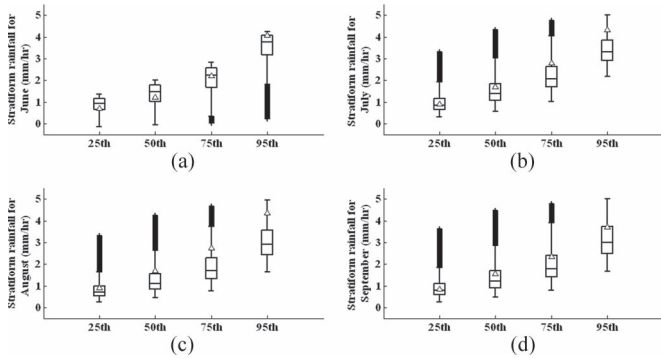 Stratiform rainfall for
June (mm/hr)
5
4
3
2
1
0
25th 50th 75th 95th
(a)
Stratiform rainfall for
July (mm/hr)
5
4
3
2
1
0
25th 50th 75th 95th
(b)
Stratiform rainfall for
August (mm/hr)
5
4
3
2
1
0
25th 50th 75th 95th
(c)
Stratiform rainfall for
September (mm/hr)
5
4
3
2
1
0
25th 50th 75th 95th
(d)